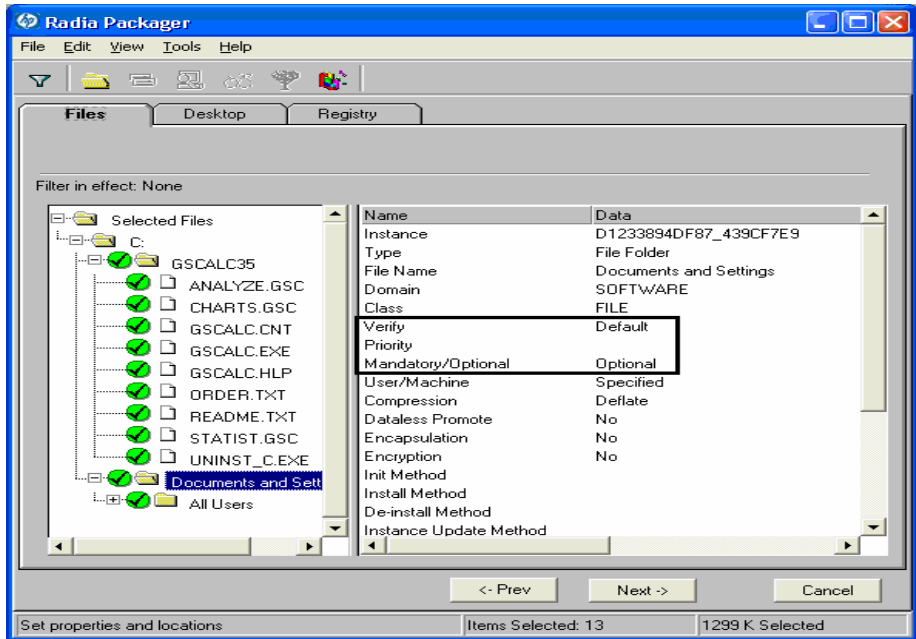 Radia Packager
File Edit View Tools Help
Files Desktop Registry
Filter in effect: None
Selected Files
C:
GSCALC35
ANALYZE.GSC
CHARTS.GSC
GSCALC.CNT
GSCALC.EXE
GSCALC.HLP
ORDER.TXT
README.TXT
STATIST.GSC
UNINST_C.EXE
Documents and Sett
All Users
Name Data
Instance D1233894DF87_439CF7E9
Type File Folder
File Name Documents and Settings
Domain SOFTWARE
Class FILE
Verify Default
Priority
Mandatory/Optional Optional
User/Machine Specified
Compression Deflate
Dataless Promote No
Encapsulation No
Encryption No
Init Method
Install Method
De-install Method
Instance Update Method
<- Prev Next -> Cancel
Set properties and locations Items Selected: 13 1299 K Selected